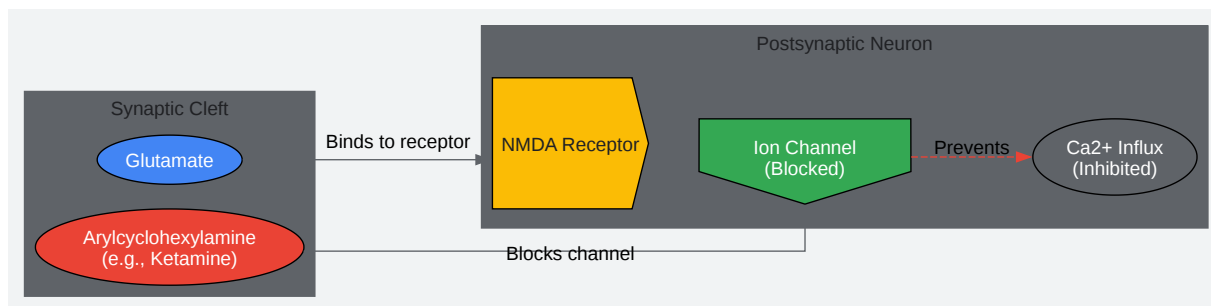 Synaptic Cleft
Glutamate
Arylcyclohexylamine
(e.g., Ketamine)
Binds to receptor
Blocks channel
Postsynaptic Neuron
NMDA Receptor
Ion Channel
(Blocked)
Prevents
Ca2+ Influx
(Inhibited)